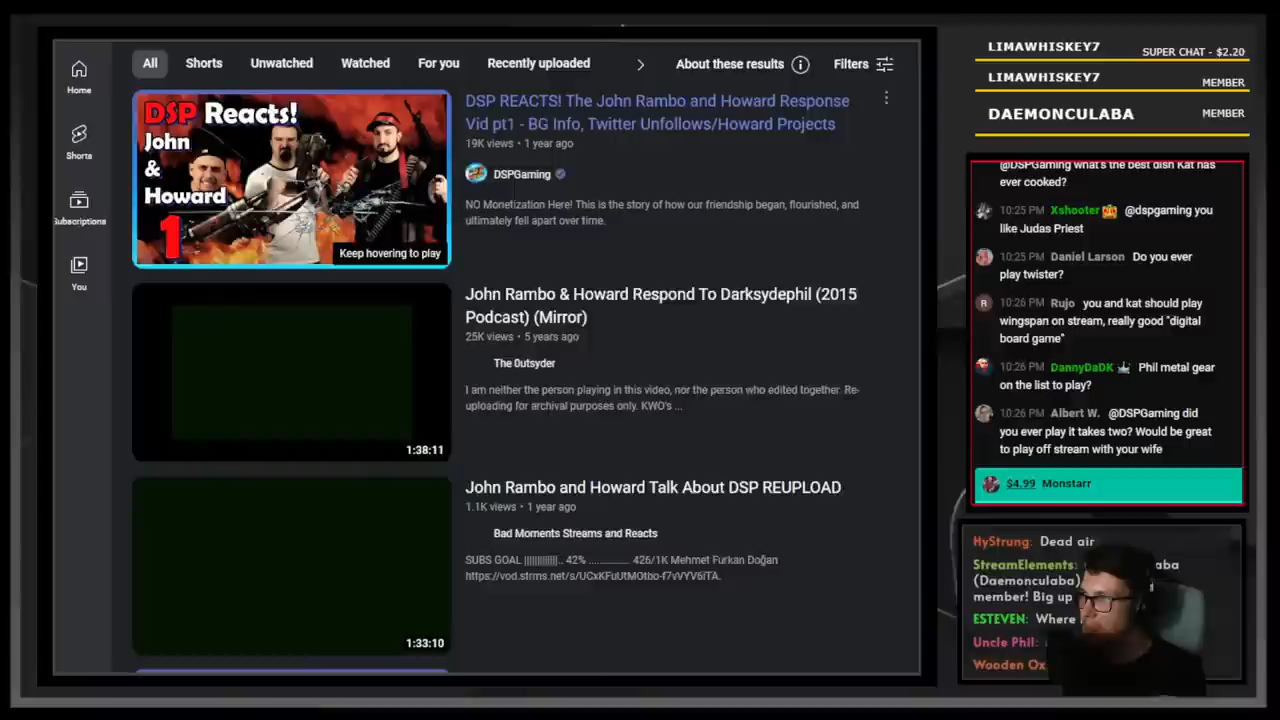 Home
Shorts
Subscriptions
You
All
Shorts
Unwatched
Watched
For you
Recently uploaded
About these results
Filters
DSP Reacts!
John
&
Howard
1
Keep hovering to play
DSP REACTS! The John Rambo and Howard Response
Vid pt1 - BG Info, Twitter Unfollows/Howard Projects
19K views • 1 year ago
DSPGaming
NO Monetization Here! This is the story of how our friendship began, flourished, and
ultimately fell apart over time.
1:38:11
John Rambo & Howard Respond To Darksydephil (2015
Podcast) (Mirror)
25K views • 5 years ago
The 0utsyder
I am neither the person playing in this video, nor the person who edited together. Re-
uploading for archival purposes only. KWO's ...
1:33:10
John Rambo and Howard Talk About DSP REUPLOAD
1.1K views • 1 year ago
Bad Moments Streams and Reacts
SUBS GOAL ||||||||||||||.. 42% .............. 426/1K Mehmet Furkan Doğan
LIMAWHISKEY7
SUPER CHAT - $2.20
LIMAWHISKEY7
MEMBER
DAEMONCULABA
MEMBER
@DSPGaming what's the best dish Kat has
ever cooked?
10:25 PM Xshooter @dspgaming you
like Judas Priest
10:25 PM Daniel Larson Do you ever
play twister?
R
10:26 PM Rujo you and kat should play
wingspan on stream, really good "digital
board game"
10:26 PM DannyDaDK Phil metal gear
on the list to play?
10:26 PM Albert W. @DSPGaming did
you ever play it takes two? Would be great
to play off stream with your wife
$4.99 Monstarr
HyStrung: Dead air
StreamElements: aba
(Daemonculaba)
member! Big up
ESTEVEN: Where
Uncle Phil:
Wooden Ox